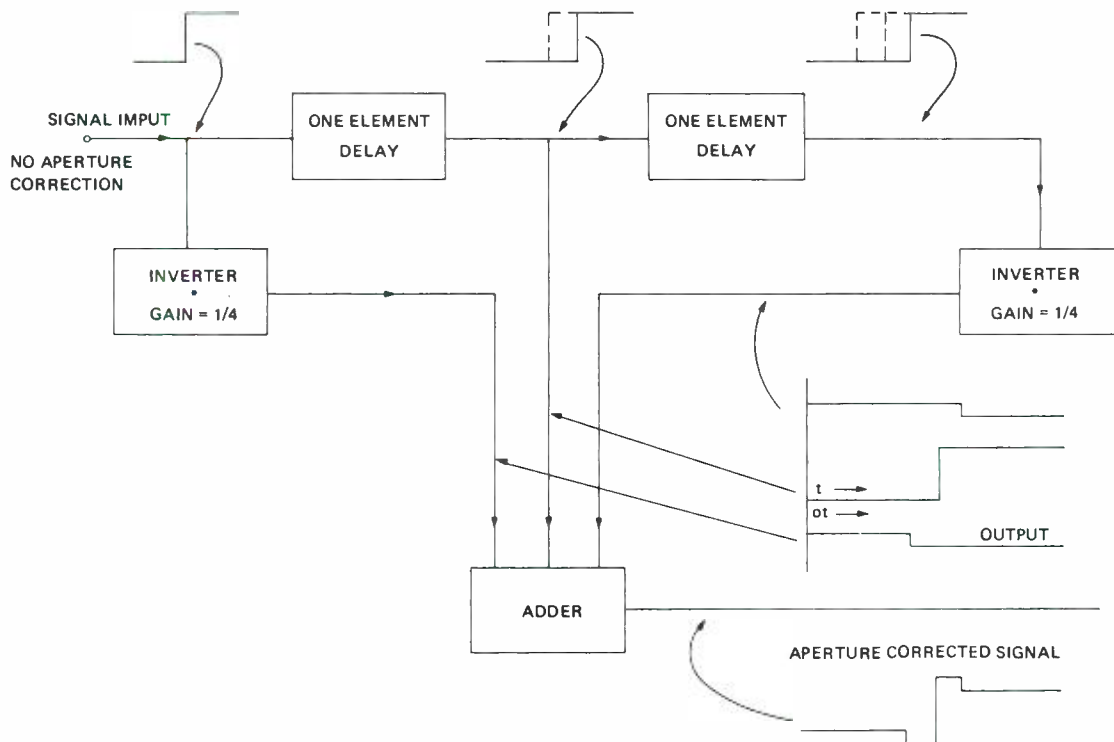 SIGNAL IMPUT
NO APERTURE
CORRECTION
ONE ELEMENT
DELAY
ONE ELEMENT
DELAY
INVERTER
GAIN = 1/4
INVERTER
GAIN = 1/4
t
ot
OUTPUT
ADDER
APERTURE CORRECTED SIGNAL